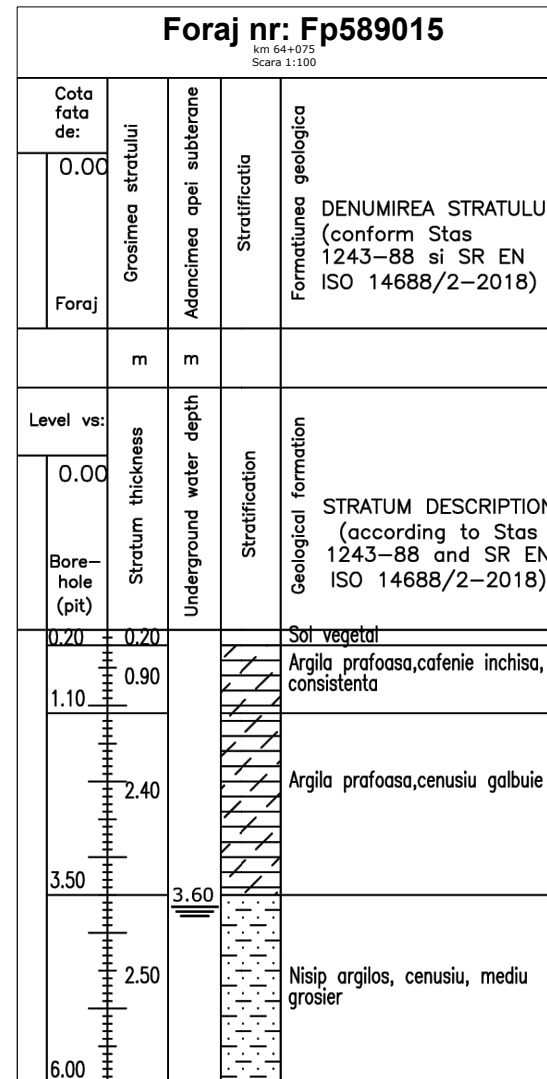 Foraj nr: Fp589015
km 64+075
Scara 1:100
Cota
fata
de:
0.00
Foraj
Grosimea stratului
Adancimea apei subterane
Stratificatia
Formatiunea geologica
DENUMIREA STRATULU
(conform Stas
1243-88 si SR EN
ISO 14688/2-2018)
m
m
Level vs:
0.00
Bore-
hole
(pit)
Stratum thickness
Underground water depth
Stratification
Geological formation
STRATUM DESCRIPTION
(according to Stas
1243-88 and SR EN
ISO 14688/2-2018)
0.20
0.20
Sol vegetal
0.90
Argila prafoasa,cafenie inchisa,
consistenta
1.10
2.40
Argila prafoasa,cenusiu galbuie
3.50
3.60
2.50
Nisip argilos, cenusiu, mediu
grosier
6.00